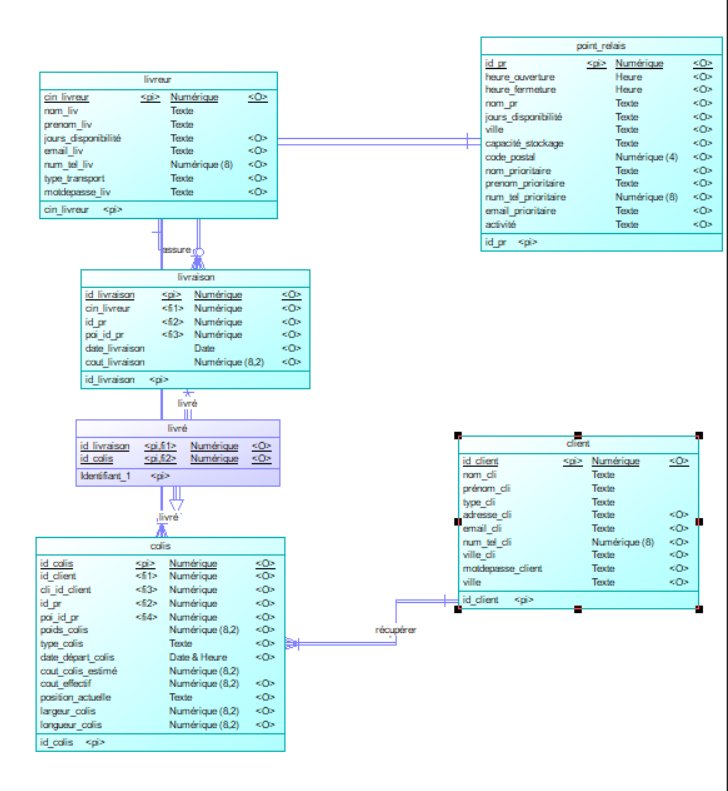 point_relais
id_pr <pi> Numérique <O>
heure_ouverture Heure <O>
heure_fermeture Heure <O>
nom_pr Texte <O>
jours_disponibilité Texte <O>
ville Texte <O>
capacité_stockage Texte <O>
code_postal Numérique (4) <O>
nom_prioritaire Texte <O>
prenom_prioritaire Texte <O>
num_tel_prioritaire Numérique (8) <O>
email_prioritaire Texte <O>
activité Texte <O>
id_pr <pi>
livreur
cin_livreur <pi> Numérique <O>
nom_liv Texte
prenom_liv Texte
jours_disponibilité Texte <O>
email_liv Texte <O>
num_tel_liv Numérique (8) <O>
type_transport Texte <O>
motdepasse_liv Texte <O>
cin_livreur <pi>
assure
livraison
id_livraison <pi> Numérique <O>
cin_livreur <fi1> Numérique <O>
id_pr <fi2> Numérique <O>
poi_id_pr <fi3> Numérique <O>
date_livraison Date <O>
cout_livraison Numérique (8,2) <O>
id_livraison <pi>
livré
livré
id_livraison <pi,fi1> Numérique <O>
id_colis <pi,fi2> Numérique <O>
Identifiant_1 <pi>
livré
colis
id_colis <pi> Numérique <O>
id_client <fi1> Numérique <O>
cli_id_client <fi3> Numérique <O>
id_pr <fi2> Numérique <O>
poi_id_pr <fi4> Numérique <O>
poids_colis Numérique (8,2) <O>
type_colis Texte <O>
date_départ_colis Date & Heure <O>
cout_colis_estimé Numérique (8,2)
cout_effectif Numérique (8,2) <O>
position_actuelle Texte <O>
largeur_colis Numérique (8,2) <O>
longueur_colis Numérique (8,2) <O>
id_colis <pi>
client
id_client <pi> Numérique <O>
nom_cli Texte
prénom_cli Texte
type_cli Texte
adresse_cli Texte <O>
email_cli Texte <O>
num_tel_cli Numérique (8) <O>
ville_cli Texte <O>
motdepasse_client Texte <O>
ville Texte <O>
id_client <pi>
récupérer